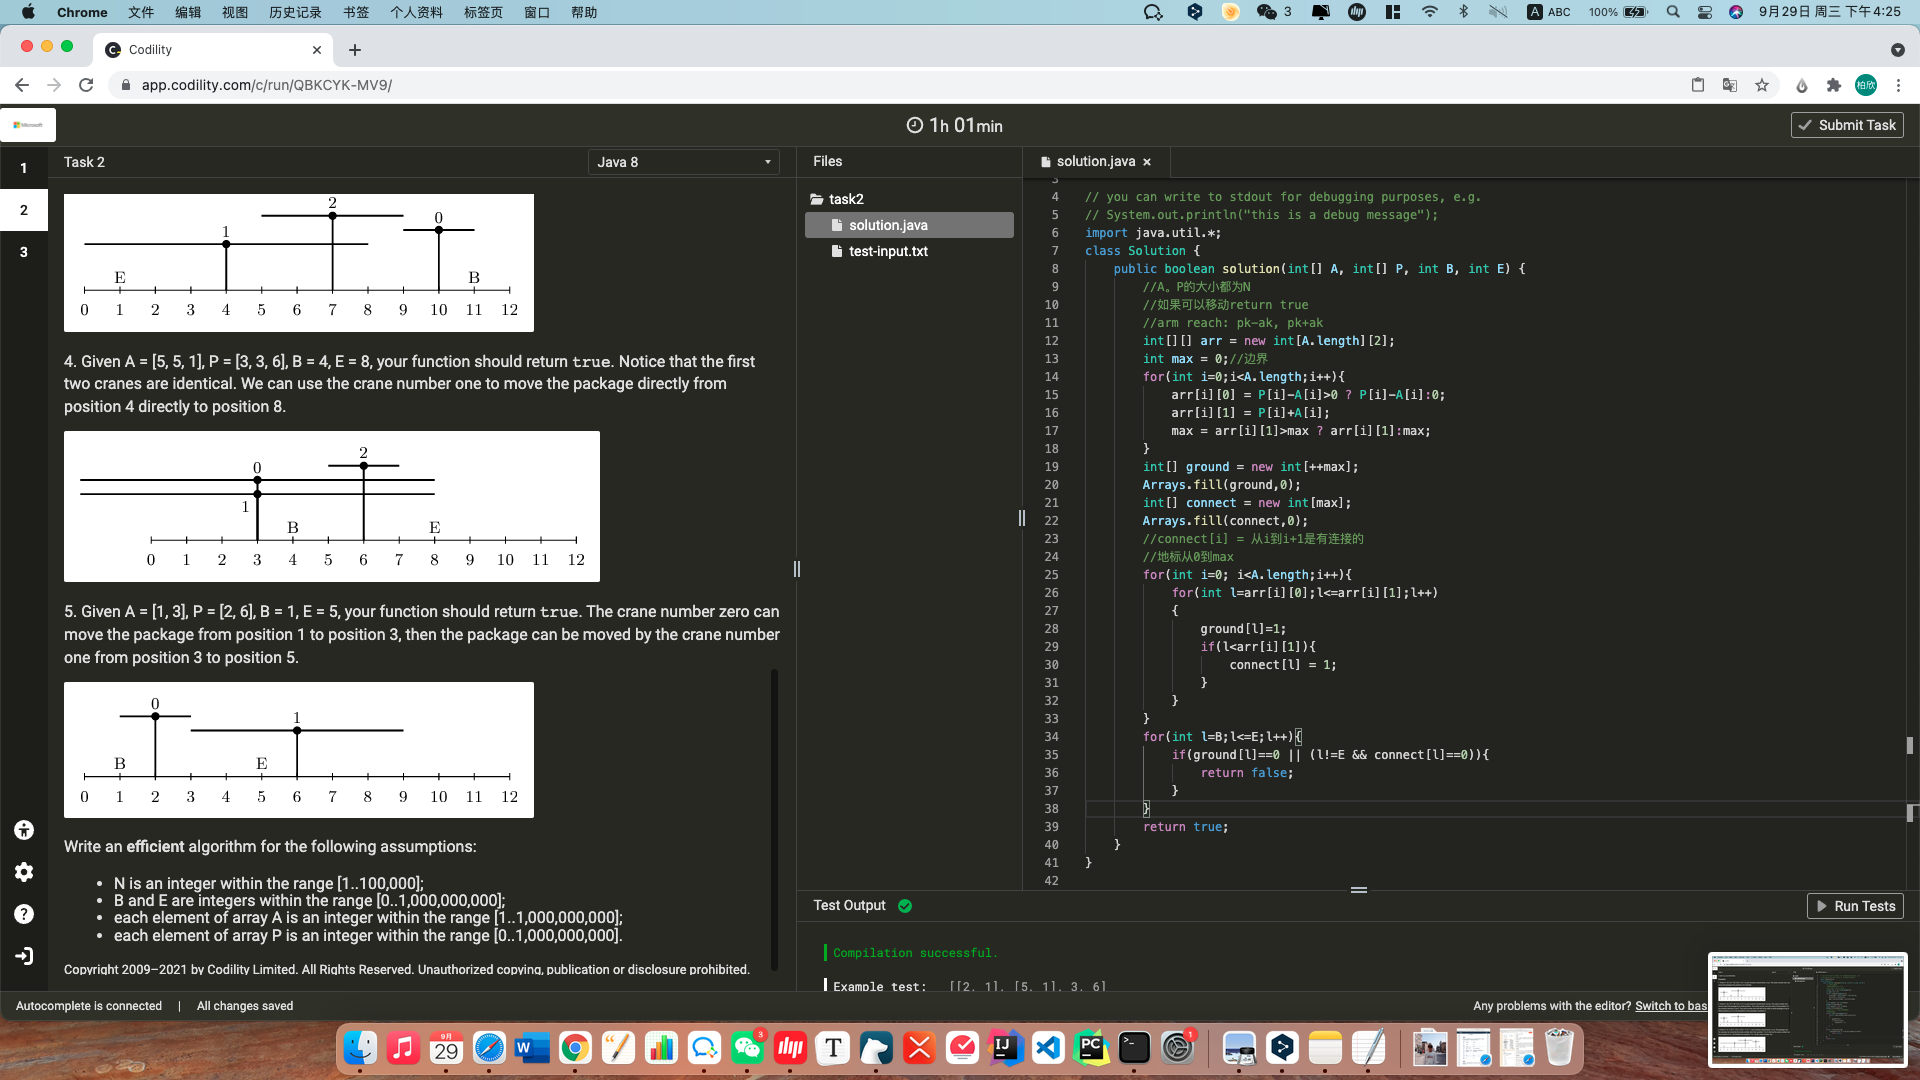 Chrome 文件 编辑 视图 历史记录 书签 个人资料 标签页 窗口 帮助 3 A ABC 100% 9月29日 周三 下午4:25
Codility
app.codility.com/c/run/QBKCYK-MV9/ 柏欣
Microsoft 1h 01min Submit Task
1
2
3
Task 2 Java 8
2
0
1
E B
0 1 2 3 4 5 6 7 8 9 10 11 12
4. Given A = [5, 5, 1], P = [3, 3, 6], B = 4, E = 8, your function should return true. Notice that the first
two cranes are identical. We can use the crane number one to move the package directly from
position 4 directly to position 8.
2
0
1
B E
0 1 2 3 4 5 6 7 8 9 10 11 12
5. Given A = [1, 3], P = [2, 6], B = 1, E = 5, your function should return true. The crane number zero can
move the package from position 1 to position 3, then the package can be moved by the crane number
one from position 3 to position 5.
0
1
B E
0 1 2 3 4 5 6 7 8 9 10 11 12
Write an efficient algorithm for the following assumptions:
• N is an integer within the range [1..100,000];
• B and E are integers within the range [0..1,000,000,000];
• each element of array A is an integer within the range [1..1,000,000,000];
• each element of array P is an integer within the range [0..1,000,000,000].
Copyright 2009–2021 by Codility Limited. All Rights Reserved. Unauthorized copying, publication or disclosure prohibited.
Files
task2
solution.java
test-input.txt
solution.java ×
3
4 // you can write to stdout for debugging purposes, e.g.
5 // System.out.println("this is a debug message");
6 import java.util.*;
7 class Solution {
8 public boolean solution(int[] A, int[] P, int B, int E) {
9 //A。P的大小都为N
10 //如果可以移动return true
11 //arm reach: pk-ak, pk+ak
12 int[][] arr = new int[A.length][2];
13 int max = 0;//边界
14 for(int i=0;i<A.length;i++){
15 arr[i][0] = P[i]-A[i]>0 ? P[i]-A[i]:0;
16 arr[i][1] = P[i]+A[i];
17 max = arr[i][1]>max ? arr[i][1]:max;
18 }
19 int[] ground = new int[++max];
20 Arrays.fill(ground,0);
21 int[] connect = new int[max];
22 Arrays.fill(connect,0);
23 //connect[i] = 从i到i+1是有连接的
24 //地标从0到max
25 for(int i=0; i<A.length;i++){
26 for(int l=arr[i][0];l<=arr[i][1];l++)
27 {
28 ground[l]=1;
29 if(l<arr[i][1]){
30 connect[l] = 1;
31 }
32 }
33 }
34 for(int l=B;l<=E;l++){
35 if(ground[l]==0 || (l!=E && connect[l]==0)){
36 return false;
37 }
38 }
39 return true;
40 }
41 }
42
Test Output Run Tests
Compilation successful.
Example test: [[2, 1], [5, 1], 3, 6]
Autocomplete is connected | All changes saved Any problems with the editor? Switch to bas
9月 29 W 3 T IJ PC 1